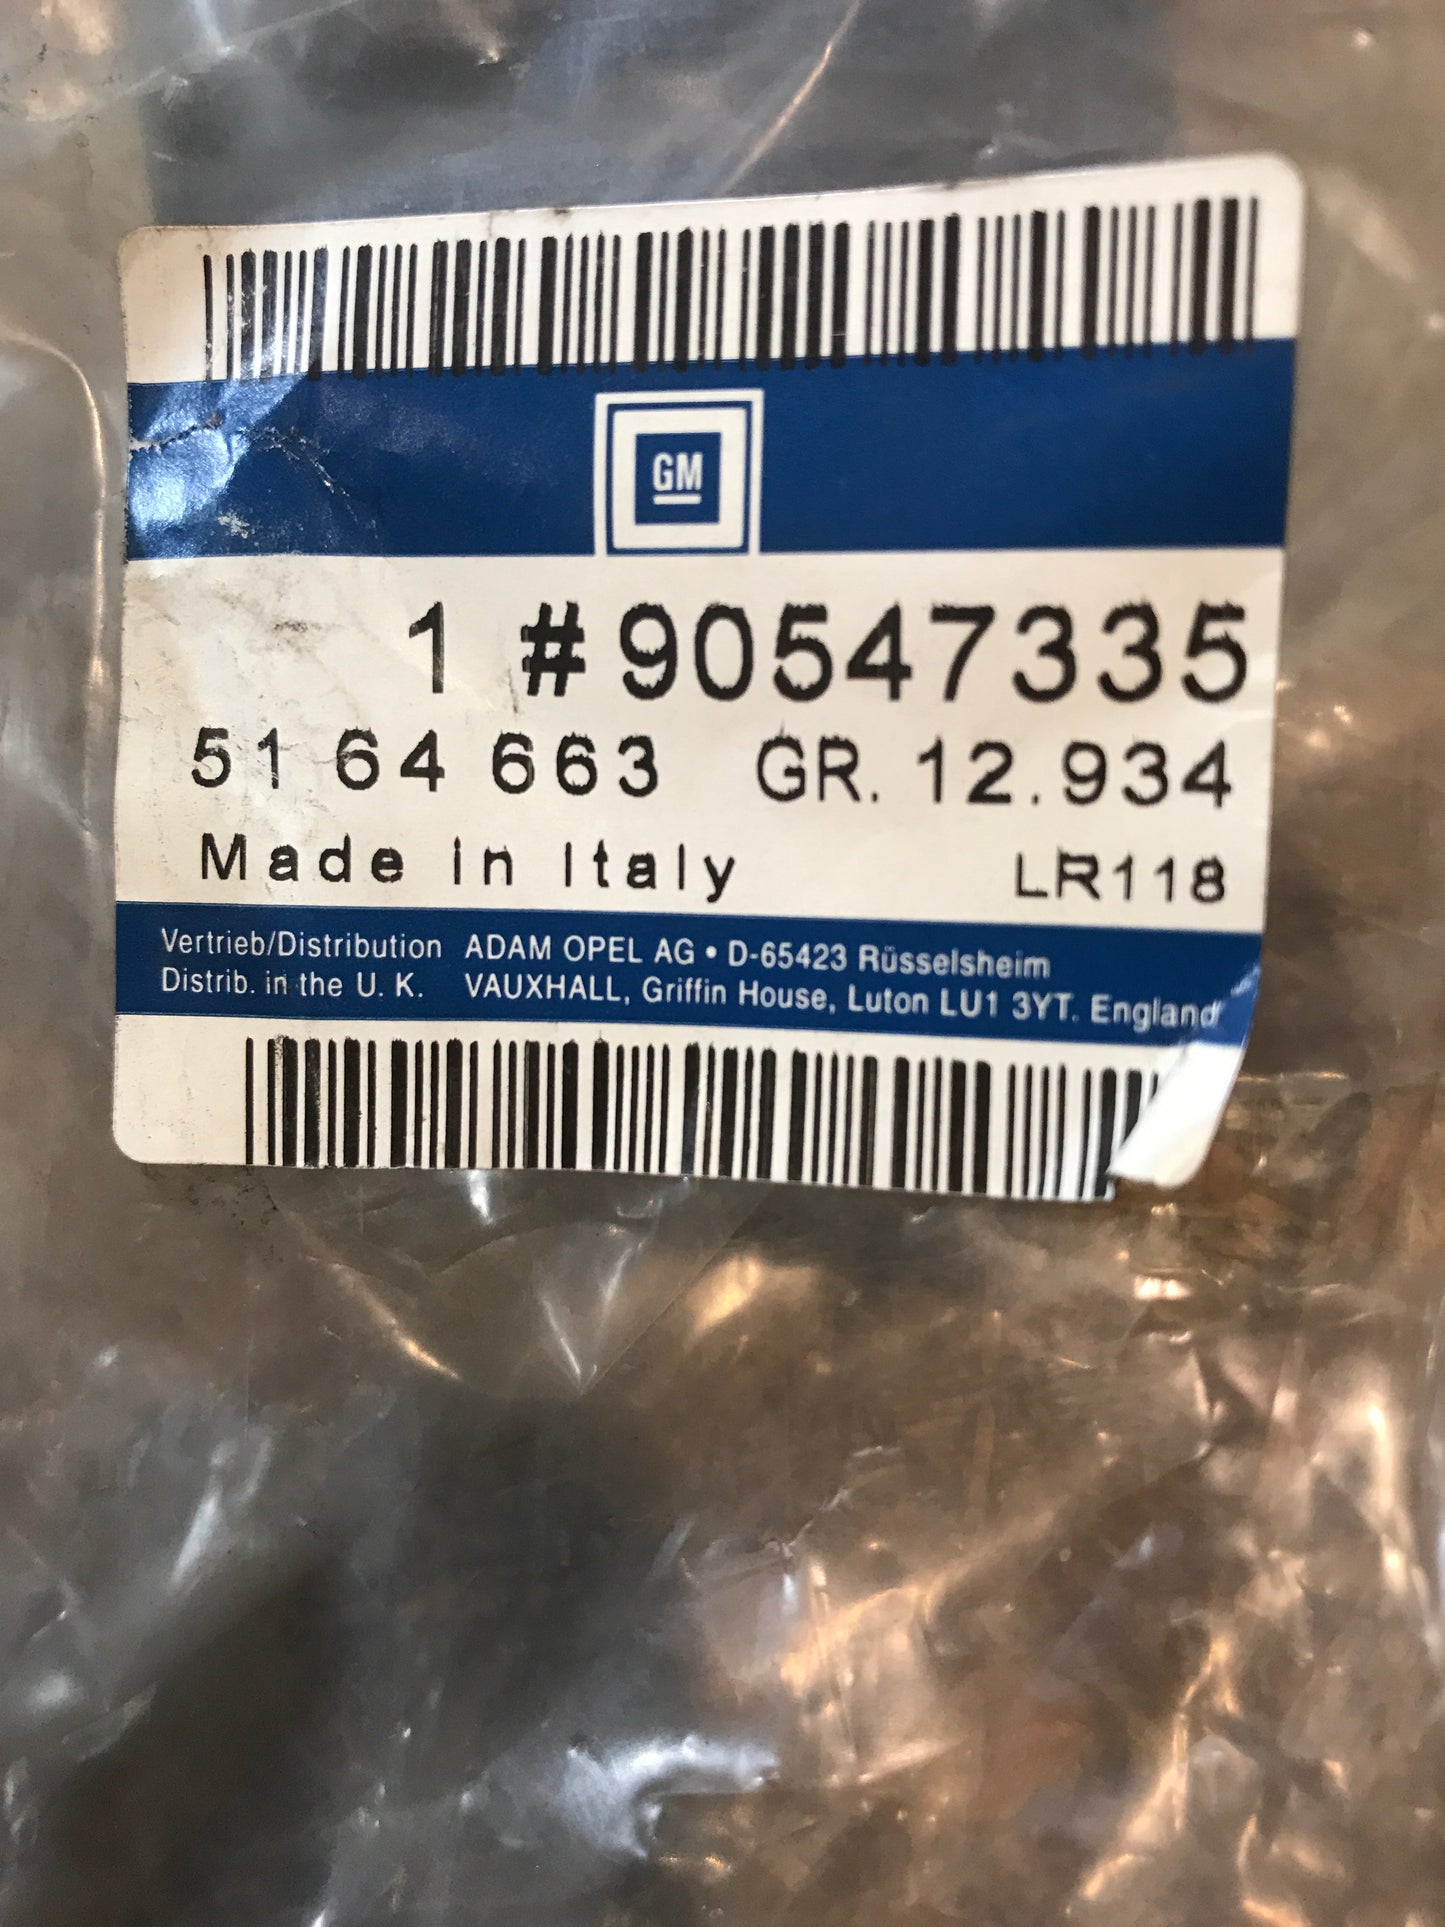 GM
1 #90547335
51 64 663 GR. 12.934
Made in Italy LR118
Vertrieb/Distribution ADAM OPEL AG • D-65423 Rüsselsheim
Distrib. in the U. K. VAUXHALL, Griffin House, Luton LU1 3YT. England